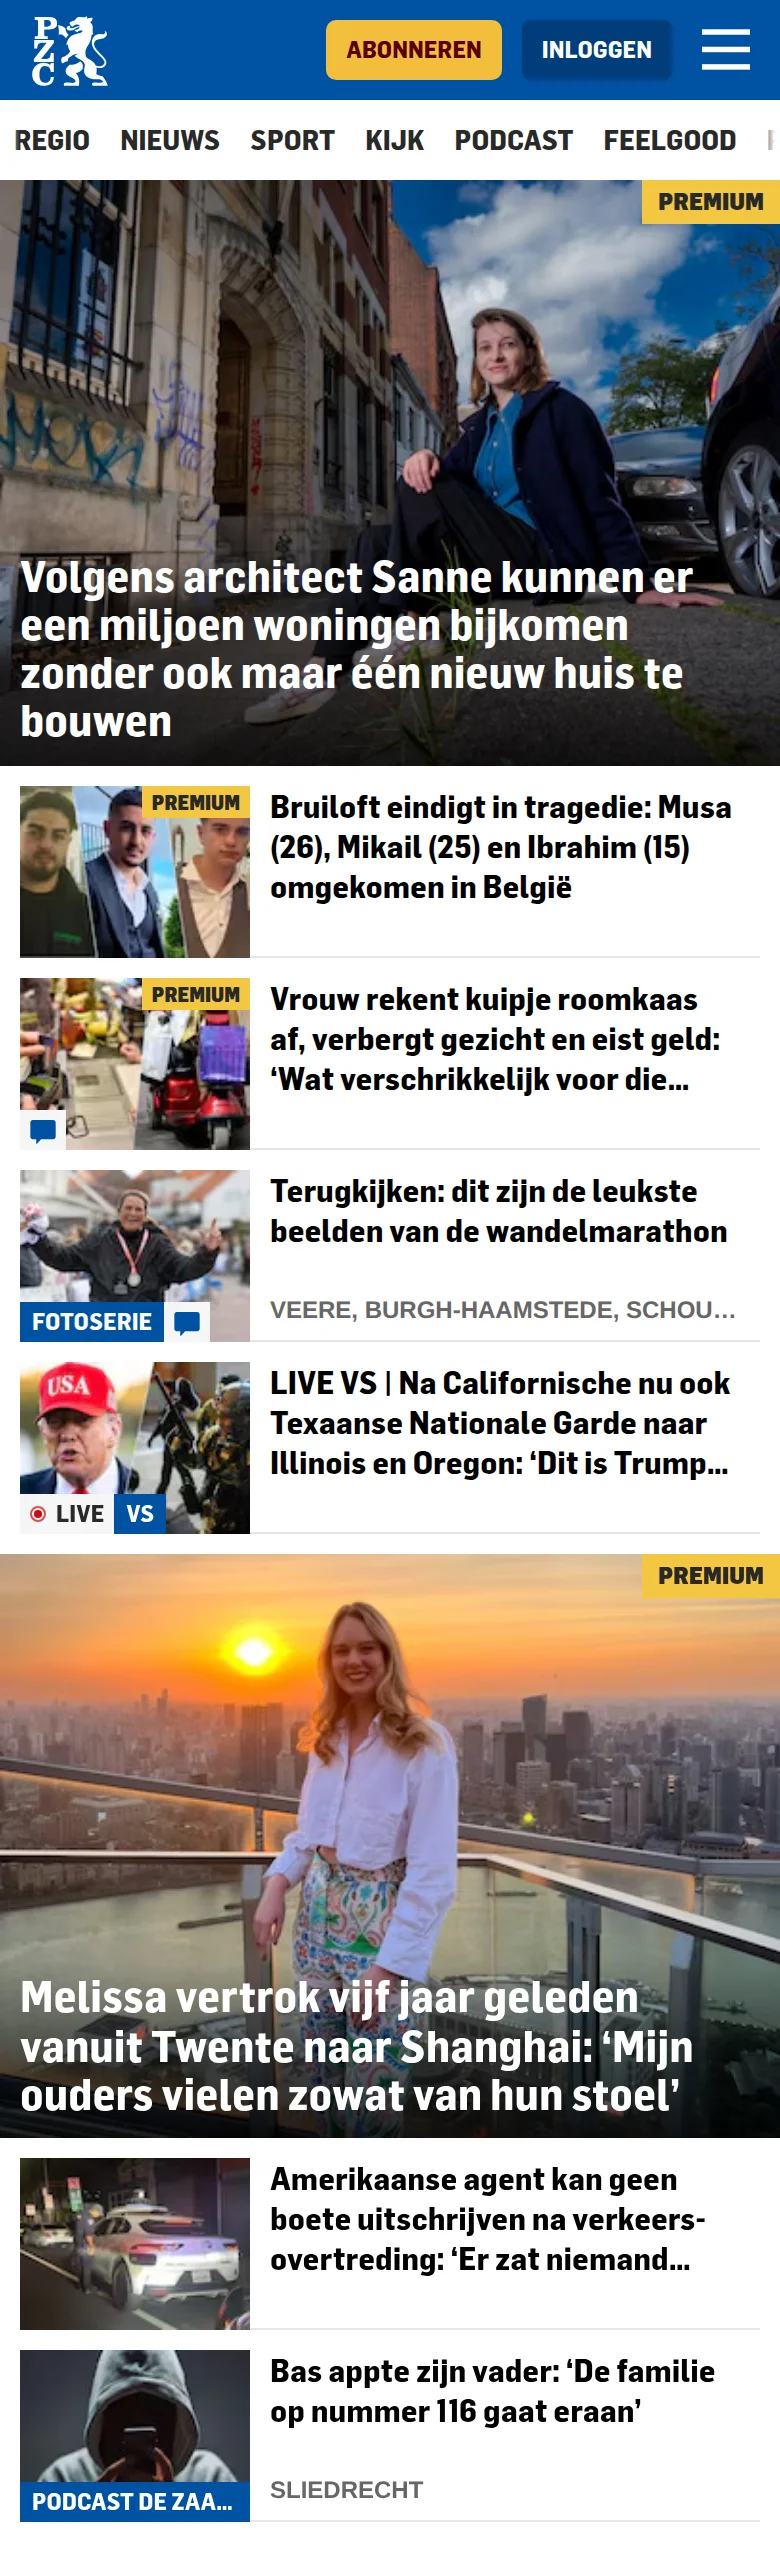 PZC
ABONNEREN
INLOGGEN
REGIO NIEUWS SPORT KIJK PODCAST FEELGOOD
PREMIUM
Volgens architect Sanne kunnen er
een miljoen woningen bijkomen
zonder ook maar één nieuw huis te
bouwen
PREMIUM
Bruiloft eindigt in tragedie: Musa
(26), Mikail (25) en Ibrahim (15)
omgekomen in België
PREMIUM
Vrouw rekent kuipje roomkaas
af, verbergt gezicht en eist geld:
‘Wat verschrikkelijk voor die...
Terugkijken: dit zijn de leukste
beelden van de wandelmarathon
FOTOSERIE
VEERE, BURGH-HAAMSTEDE, SCHOU...
USA
LIVE VS
LIVE VS | Na Californische nu ook
Texaanse Nationale Garde naar
Illinois en Oregon: ‘Dit is Trump...
PREMIUM
Melissa vertrok vijf jaar geleden
vanuit Twente naar Shanghai: ‘Mijn
ouders vielen zowat van hun stoel’
Amerikaanse agent kan geen
boete uitschrijven na verkeers-
overtreding: ‘Er zat niemand...
Bas appte zijn vader: ‘De familie
op nummer 116 gaat eraan’
PODCAST DE ZAA...
SLIEDRECHT